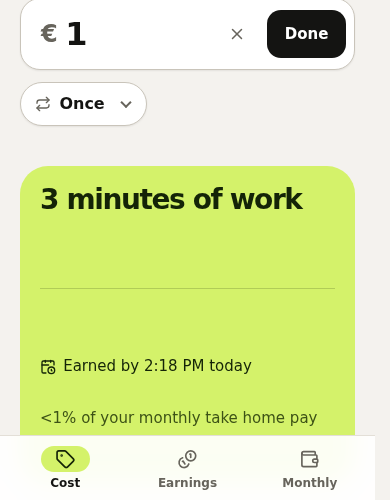 € 1
Done
Once
3 minutes of work
Earned by 2:18 PM today
<1% of your monthly take home pay
Cost
Earnings
Monthly